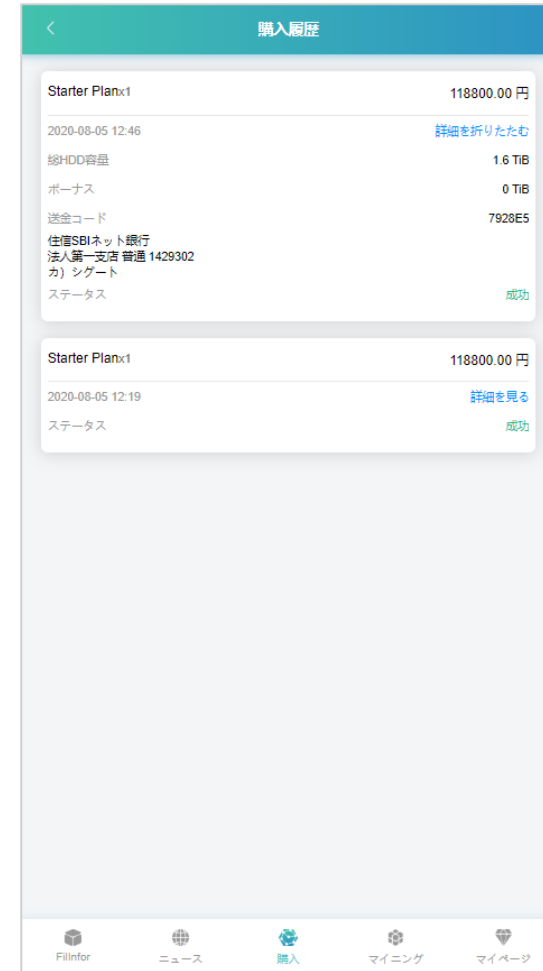 購入履歴
Starter Planx1 118800.00 円
2020-08-05 12:46 詳細を折りたたむ
総HDD容量 1.6 TiB
ボーナス 0 TiB
送金コード 7928E5
住信SBIネット銀行
法人第一支店 普通 1429302
カ）シグート
ステータス 成功
Starter Planx1 118800.00 円
2020-08-05 12:19 詳細を見る
ステータス 成功
FilInfor ニュース 購入 マイニング マイページ